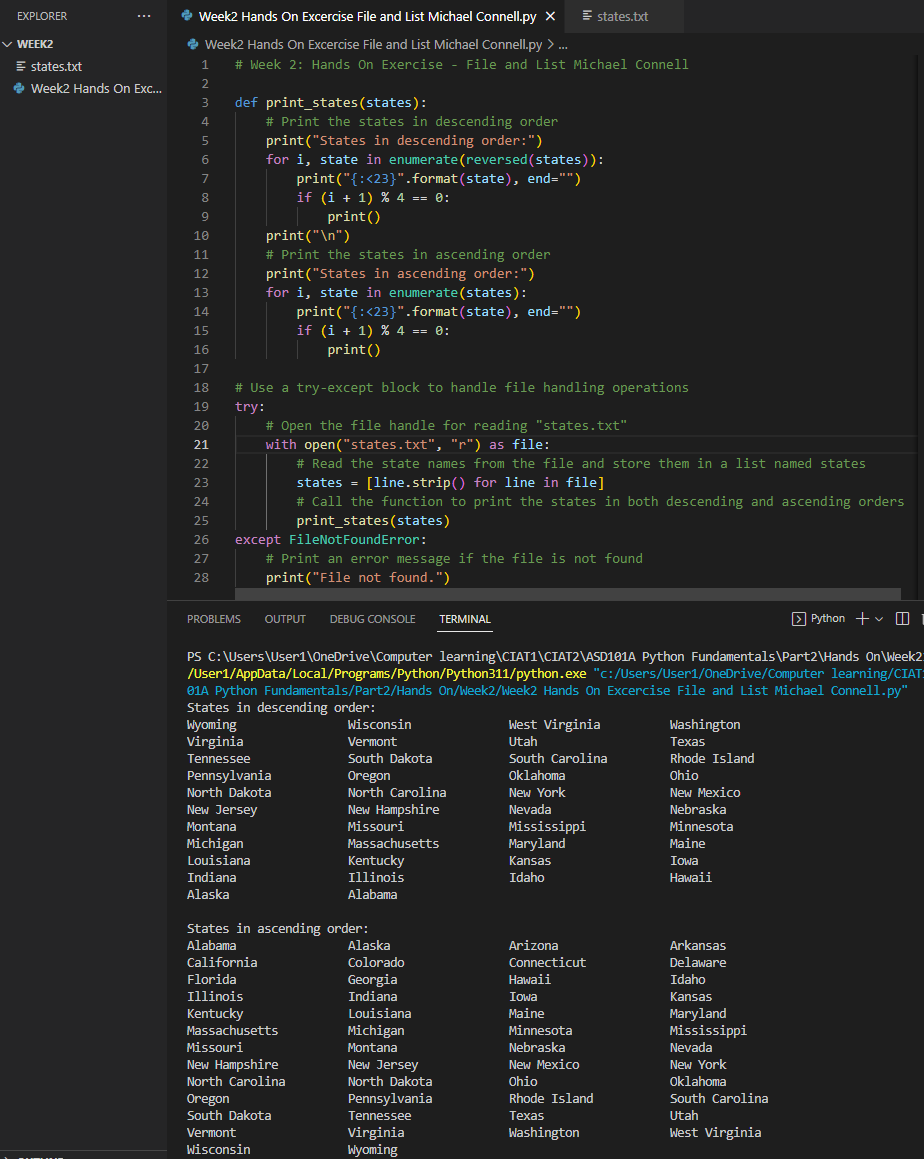 EXPLORER ...
Week2 Hands On Excercise File and List Michael Connell.py
states.txt
WEEK2
states.txt
Week2 Hands On Exc...
Week2 Hands On Excercise File and List Michael Connell.py > ...
1 # Week 2: Hands On Exercise - File and List Michael Connell
2
3 def print_states(states):
4     # Print the states in descending order
5     print("States in descending order:")
6     for i, state in enumerate(reversed(states)):
7         print("{:<23}".format(state), end="")
8         if (i + 1) % 4 == 0:
9             print()
10     print("\n")
11     # Print the states in ascending order
12     print("States in ascending order:")
13     for i, state in enumerate(states):
14         print("{:<23}".format(state), end="")
15         if (i + 1) % 4 == 0:
16             print()
17
18 # Use a try-except block to handle file handling operations
19 try:
20     # Open the file handle for reading "states.txt"
21     with open("states.txt", "r") as file:
22         # Read the state names from the file and store them in a list named states
23         states = [line.strip() for line in file]
24         # Call the function to print the states in both descending and ascending orders
25         print_states(states)
26 except FileNotFoundError:
27     # Print an error message if the file is not found
28     print("File not found.")
PROBLEMS OUTPUT DEBUG CONSOLE TERMINAL Python
PS C:\Users\User1\OneDrive\Computer learning\CIAT1\CIAT2\ASD101A Python Fundamentals\Part2\Hands On\Week2
/User1/AppData/Local/Programs/Python/Python311/python.exe "c:/Users/User1/OneDrive/Computer learning/CIAT
01A Python Fundamentals/Part2/Hands On/Week2/Week2 Hands On Excercise File and List Michael Connell.py"
States in descending order:
Wyoming Wisconsin West Virginia Washington
Virginia Vermont Utah Texas
Tennessee South Dakota South Carolina Rhode Island
Pennsylvania Oregon Oklahoma Ohio
North Dakota North Carolina New York New Mexico
New Jersey New Hampshire Nevada Nebraska
Montana Missouri Mississippi Minnesota
Michigan Massachusetts Maryland Maine
Louisiana Kentucky Kansas Iowa
Indiana Illinois Idaho Hawaii
Alaska Alabama
States in ascending order:
Alabama Alaska Arizona Arkansas
California Colorado Connecticut Delaware
Florida Georgia Hawaii Idaho
Illinois Indiana Iowa Kansas
Kentucky Louisiana Maine Maryland
Massachusetts Michigan Minnesota Mississippi
Missouri Montana Nebraska Nevada
New Hampshire New Jersey New Mexico New York
North Carolina North Dakota Ohio Oklahoma
Oregon Pennsylvania Rhode Island South Carolina
South Dakota Tennessee Texas Utah
Vermont Virginia Washington West Virginia
Wisconsin Wyoming